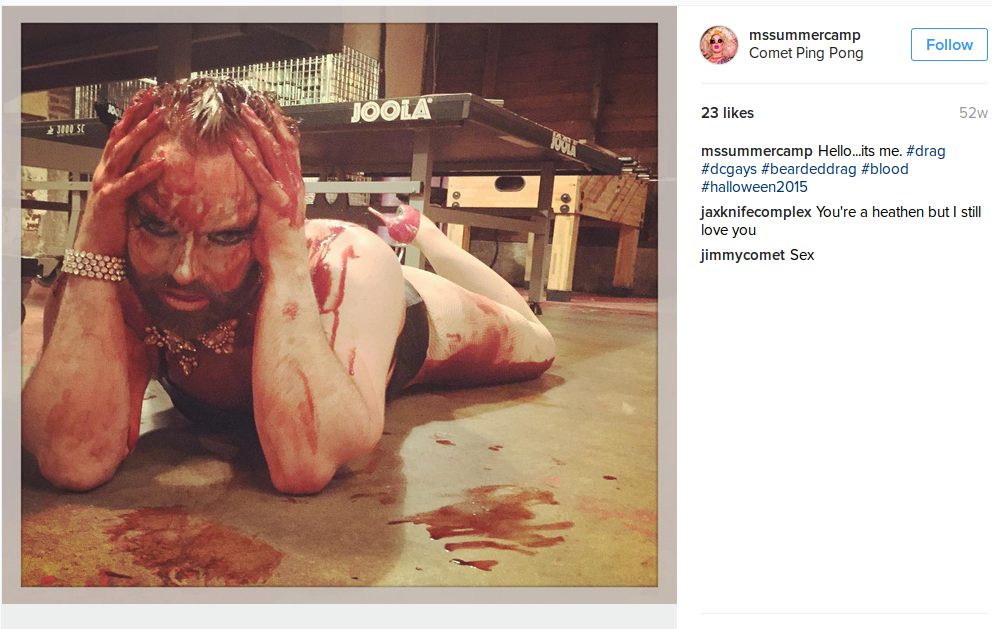 mssummercamp
Comet Ping Pong
Follow
23 likes
52w
mssummercamp Hello...its me. #drag
#dcgays #beardeddrag #blood
#halloween2015
jaxknifecomplex You're a heathen but I still
love you
jimmycomet Sex
JOOLA
3000 SC
JOOLA